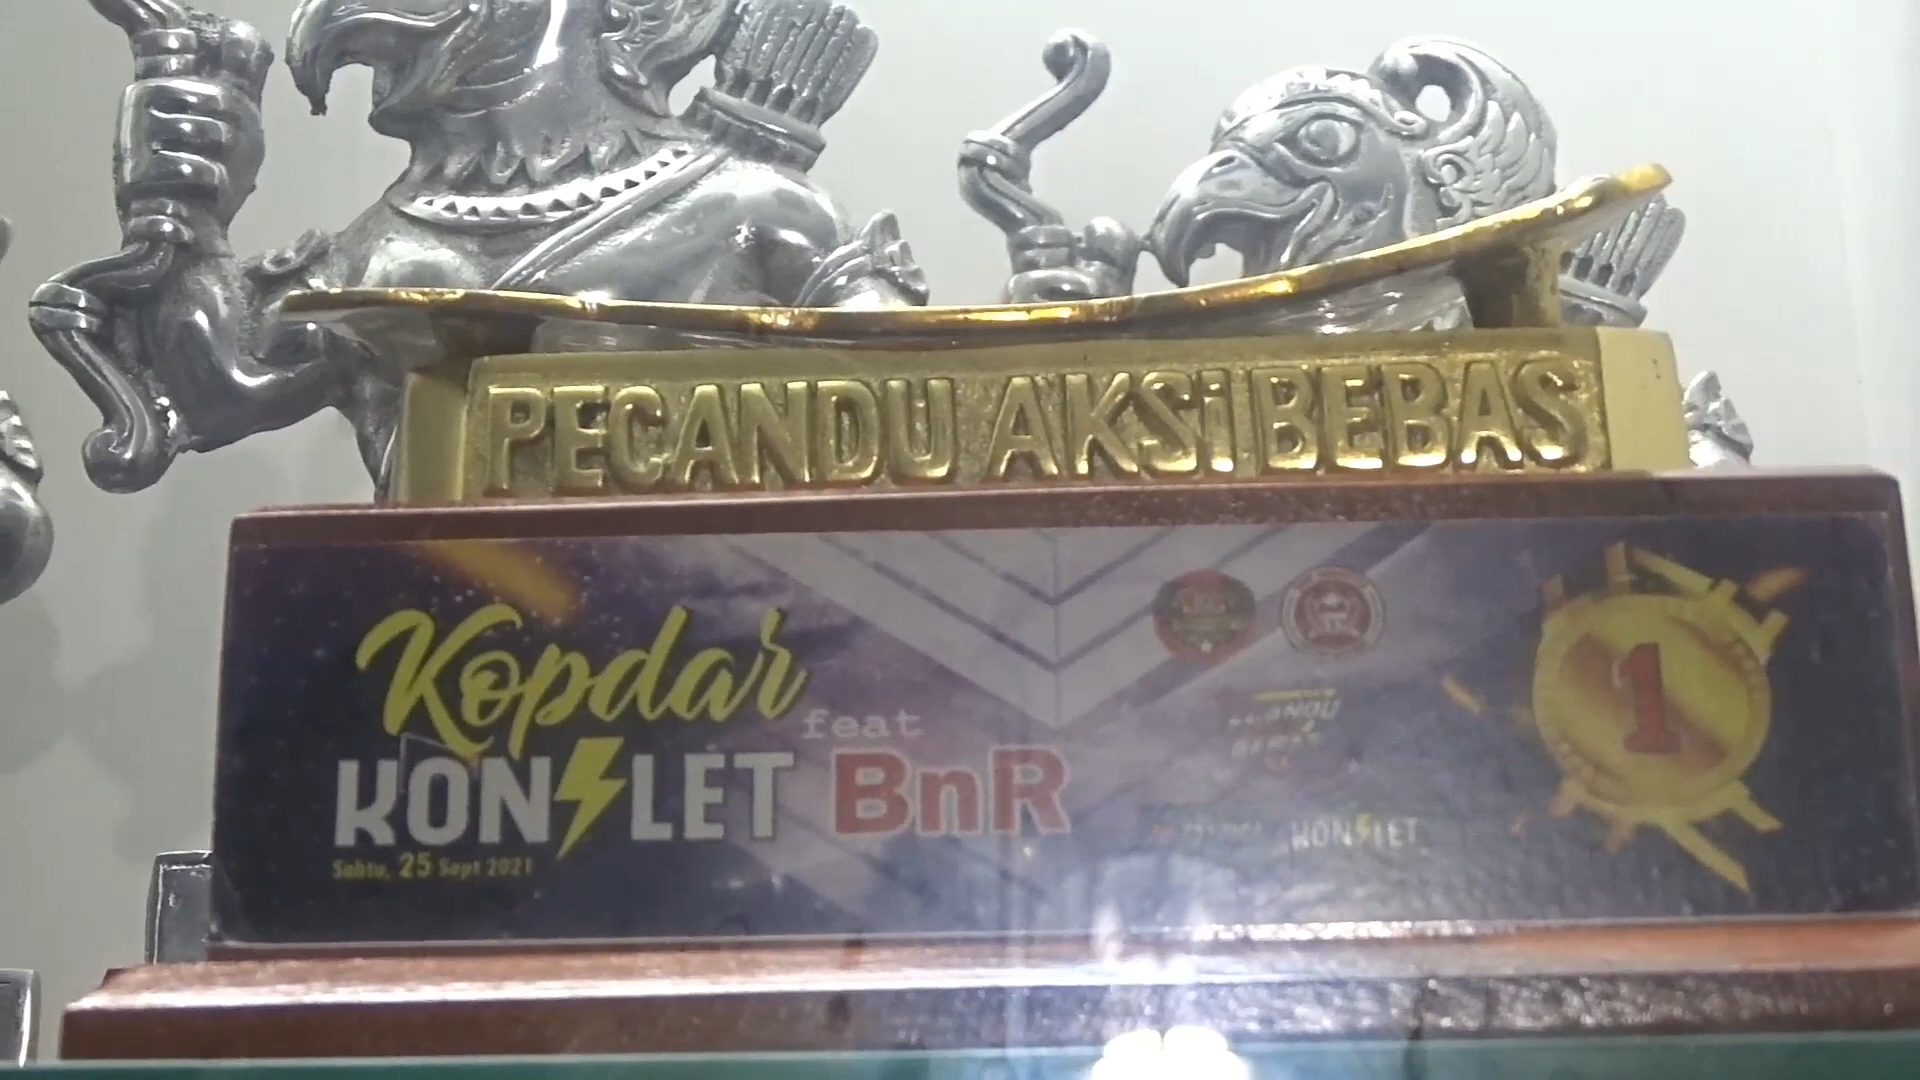 PECANDU AKSi BEBAS
Kopdar
feat
KONSLET BnR
Sabtu, 25 Sept 2021
1
KONSLET